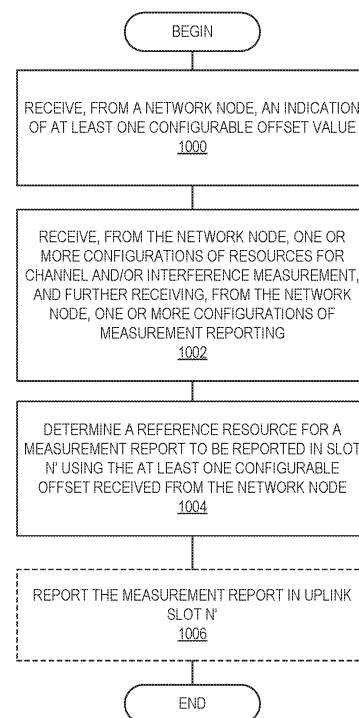 BEGIN
RECEIVE, FROM A NETWORK NODE, AN INDICATION
OF AT LEAST ONE CONFIGURABLE OFFSET VALUE
1000
RECEIVE, FROM THE NETWORK NODE, ONE OR
MORE CONFIGURATIONS OF RESOURCES FOR
CHANNEL AND/OR INTERFERENCE MEASUREMENT,
AND FURTHER RECEIVING, FROM THE NETWORK
NODE, ONE OR MORE CONFIGURATIONS OF
MEASUREMENT REPORTING
1002
DETERMINE A REFERENCE RESOURCE FOR A
MEASUREMENT REPORT TO BE REPORTED IN SLOT
N' USING THE AT LEAST ONE CONFIGURABLE
OFFSET RECEIVED FROM THE NETWORK NODE
1004
REPORT THE MEASUREMENT REPORT IN UPLINK
SLOT N'
1006
END